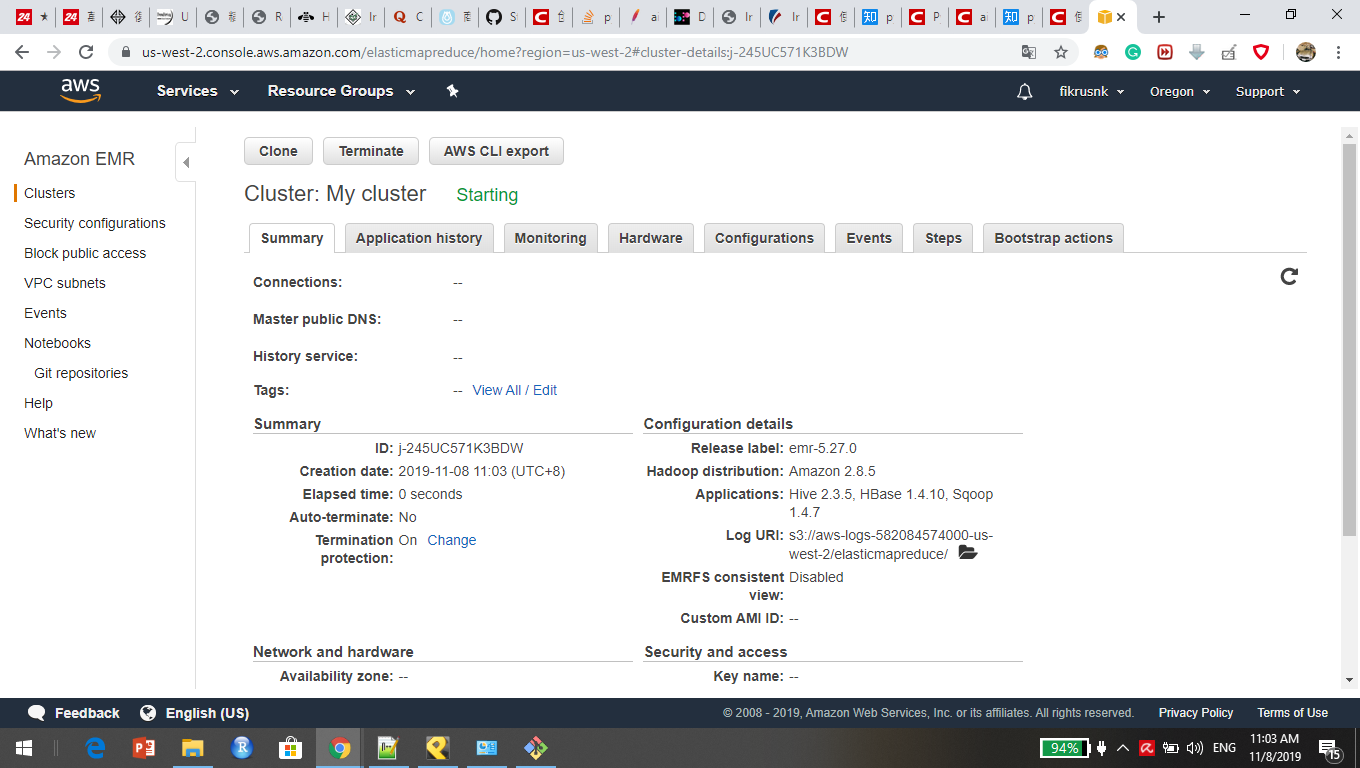 us-west-2.console.aws.amazon.com/elasticmapreduce/home?region=us-west-2#cluster-details:j-245UC571K3BDW
aws Services Resource Groups fikrusnk Oregon Support
Amazon EMR
Clusters
Security configurations
Block public access
VPC subnets
Events
Notebooks
Git repositories
Help
What's new
Clone Terminate AWS CLI export
Cluster: My cluster Starting
Summary Application history Monitoring Hardware Configurations Events Steps Bootstrap actions
Connections: --
Master public DNS: --
History service: --
Tags: -- View All / Edit
Summary
ID: j-245UC571K3BDW
Creation date: 2019-11-08 11:03 (UTC+8)
Elapsed time: 0 seconds
Auto-terminate: No
Termination On Change
protection:
Configuration details
Release label: emr-5.27.0
Hadoop distribution: Amazon 2.8.5
Applications: Hive 2.3.5, HBase 1.4.10, Sqoop
1.4.7
Log URI: s3://aws-logs-582084574000-us-
west-2/elasticmapreduce/
EMRFS consistent Disabled
view:
Custom AMI ID: --
Network and hardware
Availability zone: --
Security and access
Key name: --
Feedback English (US) © 2008 - 2019, Amazon Web Services, Inc. or its affiliates. All rights reserved. Privacy Policy Terms of Use
94% ENG 11:03 AM
11/8/2019 15